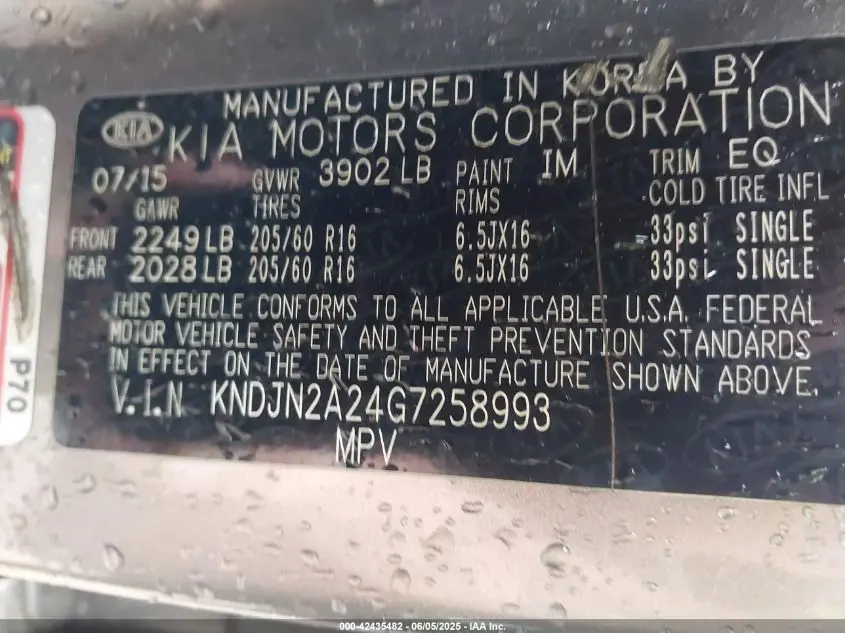 MANUFACTURED IN KOREA BY
KIA KIA MOTORS CORPORATION
07/15 GVWR 3902 LB PAINT IM TRIM EQ
GAWR TIRES RIMS COLD TIRE INFL
FRONT 2249 LB 205/60 R16 6.5JX16 33psi SINGLE
REAR 2028 LB 205/60 R16 6.5JX16 33psi SINGLE
THIS VEHICLE CONFORMS TO ALL APPLICABLE U.S.A. FEDERAL
MOTOR VEHICLE SAFETY AND THEFT PREVENTION STANDARDS
IN EFFECT ON THE DATE OF MANUFACTURE SHOWN ABOVE.
V.I.N KNDJN2A24G7258993
MPV
P70
000-42435482 | 06/05/2025 - IAA Inc.